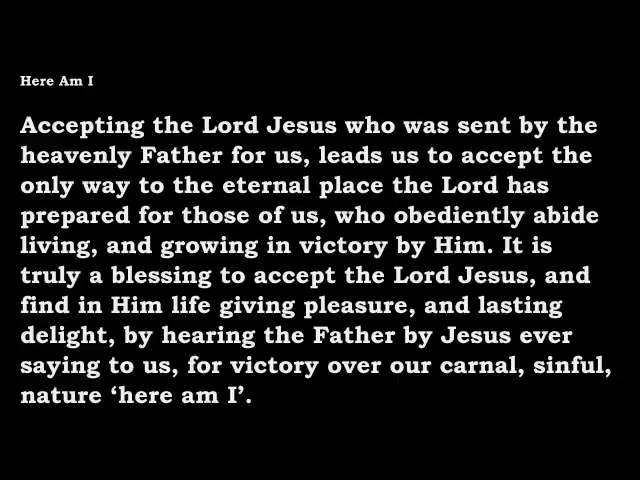 Here Am I
Accepting the Lord Jesus who was sent by the
heavenly Father for us, leads us to accept the
only way to the eternal place the Lord has
prepared for those of us, who obediently abide
living, and growing in victory by Him. It is
truly a blessing to accept the Lord Jesus, and
find in Him life giving pleasure, and lasting
delight, by hearing the Father by Jesus ever
saying to us, for victory over our carnal, sinful,
nature ‘here am I’.